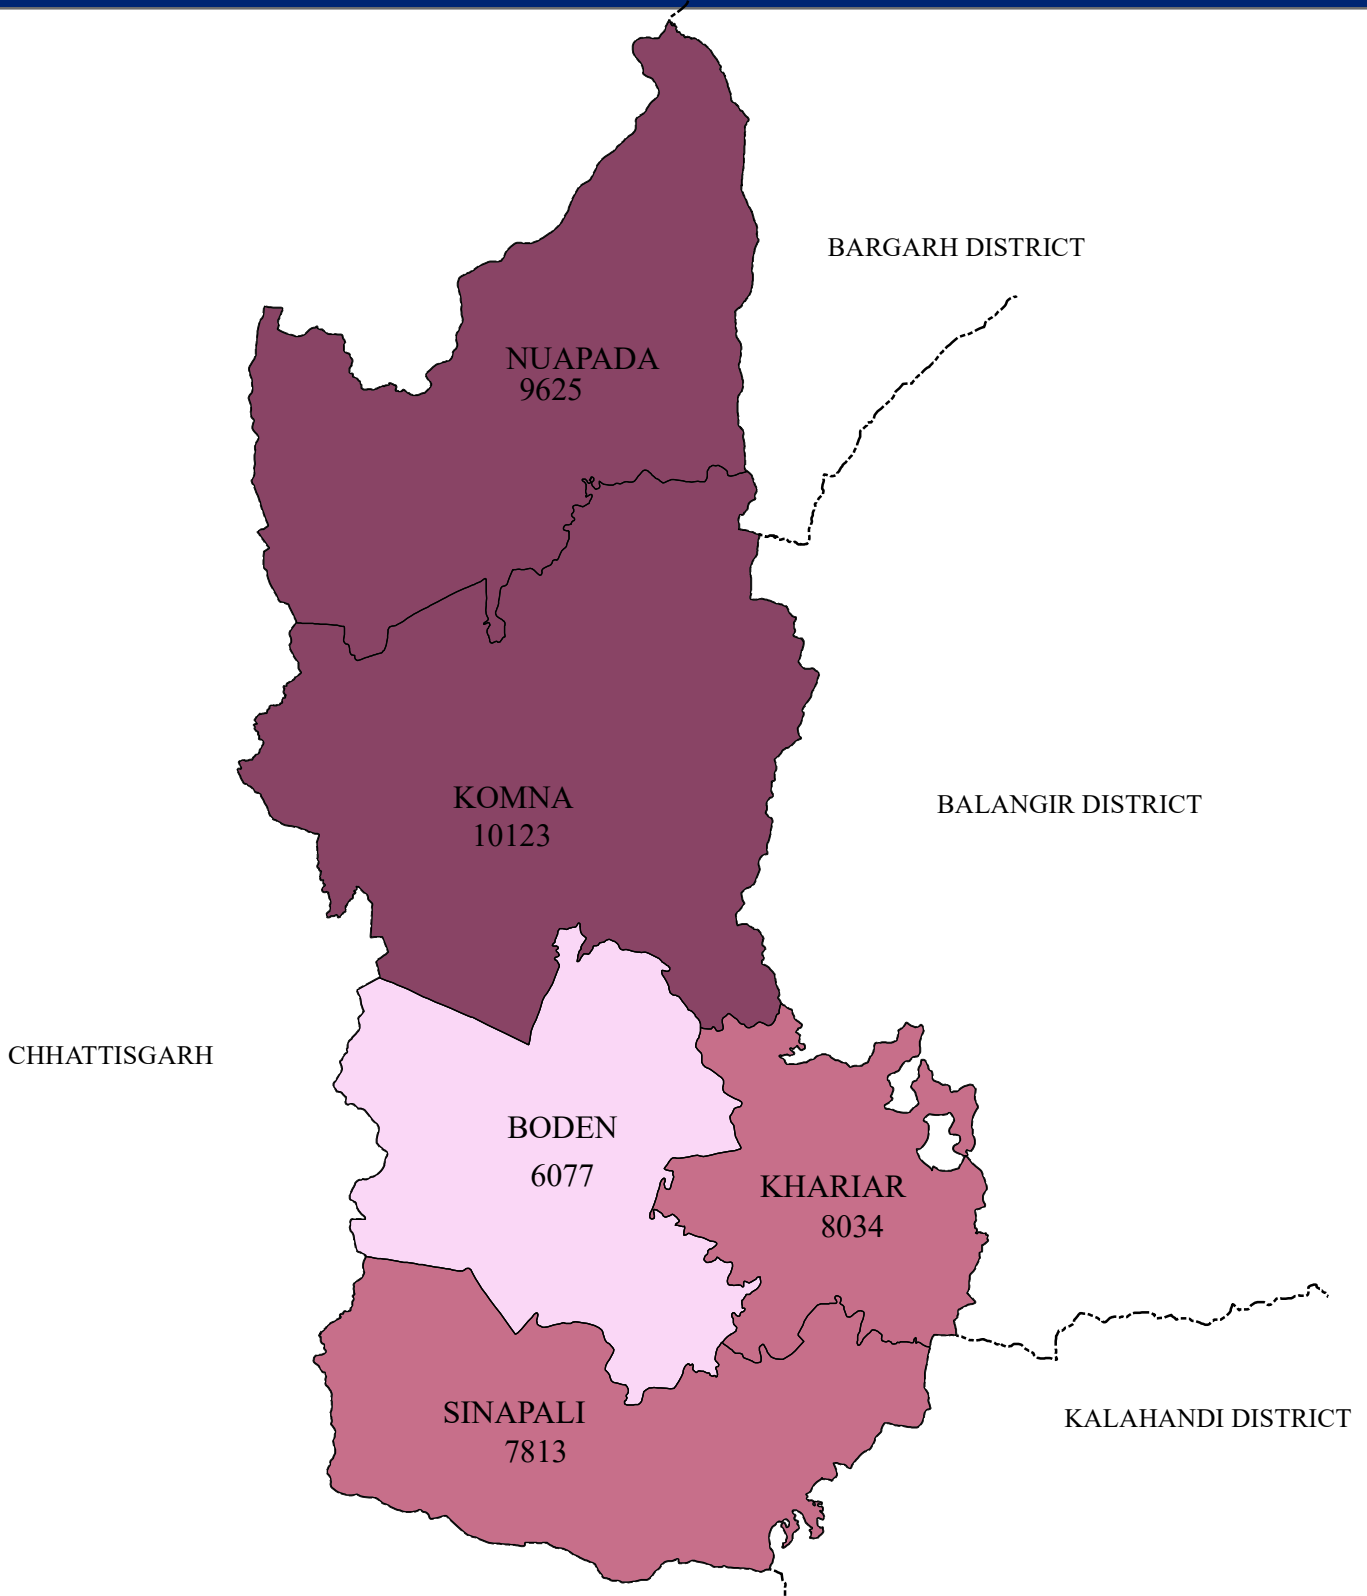 BARGARH DISTRICT
NUAPADA
9625
KOMNA
10123
BALANGIR DISTRICT
CHHATTISGARH
BODEN
6077
KHARIAR
8034
SINAPALI
7813
KALAHANDI DISTRICT